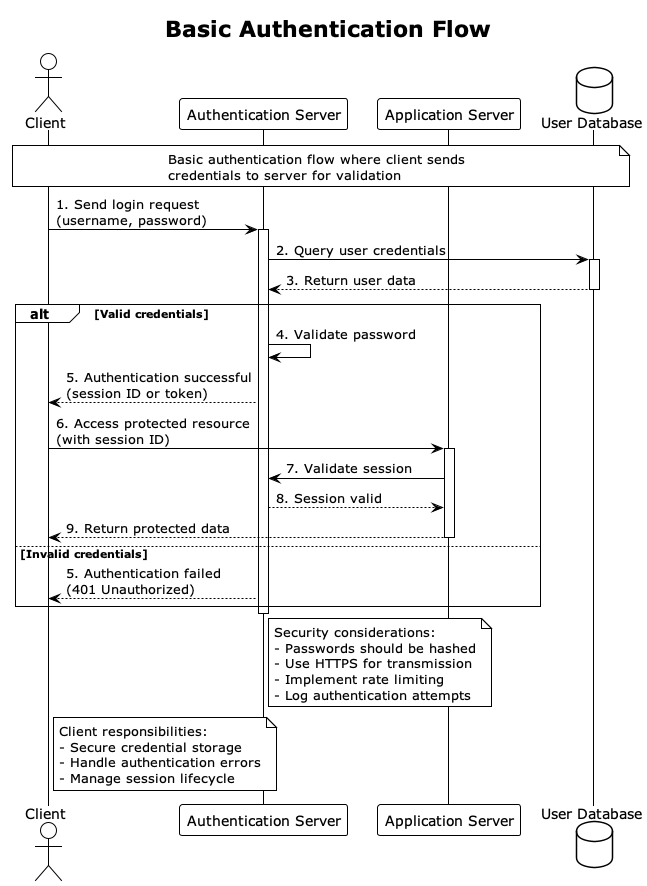 Basic Authentication Flow
Client
Authentication Server
Application Server
User Database
Basic authentication flow where client sends
credentials to server for validation
1. Send login request
(username, password)
2. Query user credentials
3. Return user data
alt
[Valid credentials]
4. Validate password
5. Authentication successful
(session ID or token)
6. Access protected resource
(with session ID)
7. Validate session
8. Session valid
9. Return protected data
[Invalid credentials]
5. Authentication failed
(401 Unauthorized)
Security considerations:
- Passwords should be hashed
- Use HTTPS for transmission
- Implement rate limiting
- Log authentication attempts
Client responsibilities:
- Secure credential storage
- Handle authentication errors
- Manage session lifecycle
Client
Authentication Server
Application Server
User Database